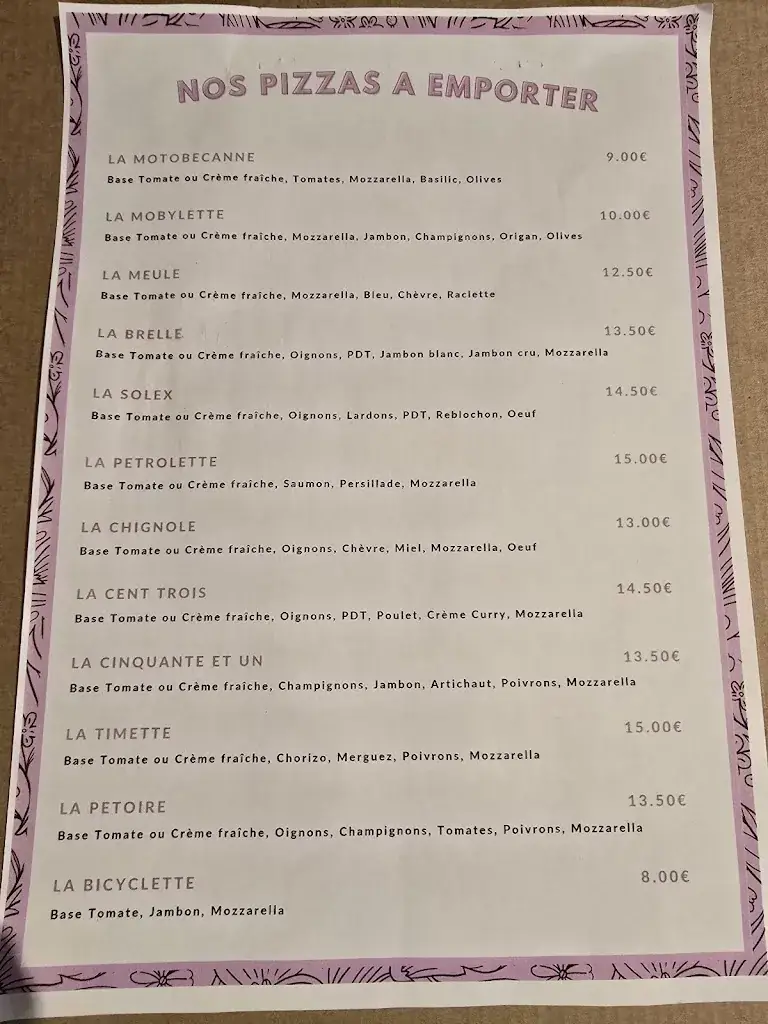 NOS PIZZAS A EMPORTER
LA MOTOBECANNE 9.00€
Base Tomate ou Crème fraîche, Tomates, Mozzarella, Basilic, Olives
LA MOBYLETTE 10.00€
Base Tomate ou Crème fraîche, Mozzarella, Jambon, Champignons, Origan, Olives
LA MEULE 12.50€
Base Tomate ou Crème fraîche, Mozzarella, Bleu, Chèvre, Raclette
LA BRELLE 13.50€
Base Tomate ou Crème fraîche, Oignons, PDT, Jambon blanc, Jambon cru, Mozzarella
LA SOLEX 14.50€
Base Tomate ou Crème fraîche, Oignons, Lardons, PDT, Reblochon, Oeuf
LA PETROLETTE 15.00€
Base Tomate ou Crème fraîche, Saumon, Persillade, Mozzarella
LA CHIGNOLE 13.00€
Base Tomate ou Crème fraîche, Oignons, Chèvre, Miel, Mozzarella, Oeuf
LA CENT TROIS 14.50€
Base Tomate ou Crème fraîche, Oignons, PDT, Poulet, Crème Curry, Mozzarella
LA CINQUANTE ET UN 13.50€
Base Tomate ou Crème fraîche, Champignons, Jambon, Artichaut, Poivrons, Mozzarella
LA TIMETTE 15.00€
Base Tomate ou Crème fraîche, Chorizo, Merguez, Poivrons, Mozzarella
LA PETOIRE 13.50€
Base Tomate ou Crème fraîche, Oignons, Champignons, Tomates, Poivrons, Mozzarella
LA BICYCLETTE 8.00€
Base Tomate, Jambon, Mozzarella